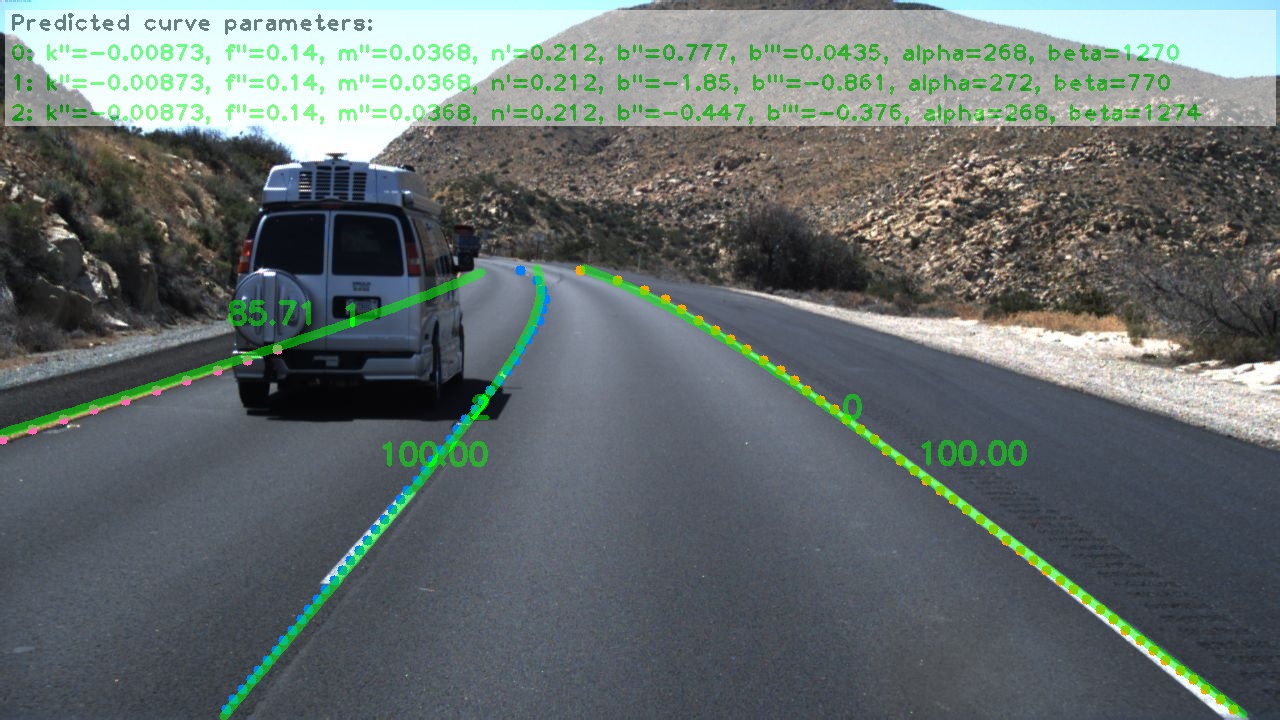 Predicted curve parameters:
0: k''=-0.00873, f''=0.14, m''=0.0368, n'=0.212, b''=0.777, b'''=0.0435, alpha=268, beta=1270
1: k''=-0.00873, f''=0.14, m''=0.0368, n'=0.212, b''=-1.85, b'''=-0.861, alpha=272, beta=770
2: k''=-0.00873, f''=0.14, m''=0.0368, n'=0.212, b''=-0.447, b'''=-0.376, alpha=268, beta=1274
85.71 1
2
0
100.00
100.00